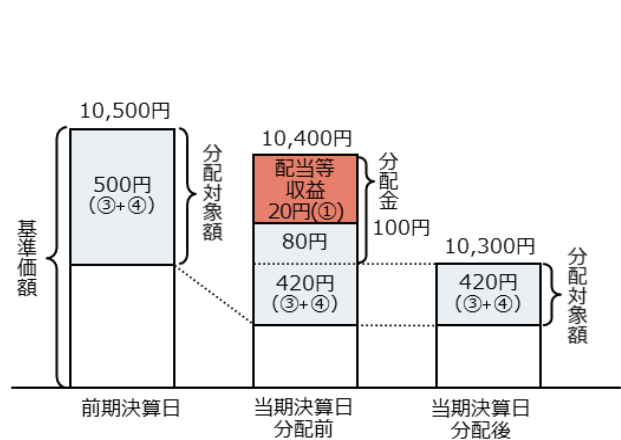 10,500円
500円
(③+④)
分配対象額
基準価額
10,400円
配当等
収益
20円(①)
80円
420円
(③+④)
分配金
100円
10,300円
420円
(③+④)
分配対象額
前期決算日
当期決算日
分配前
当期決算日
分配後